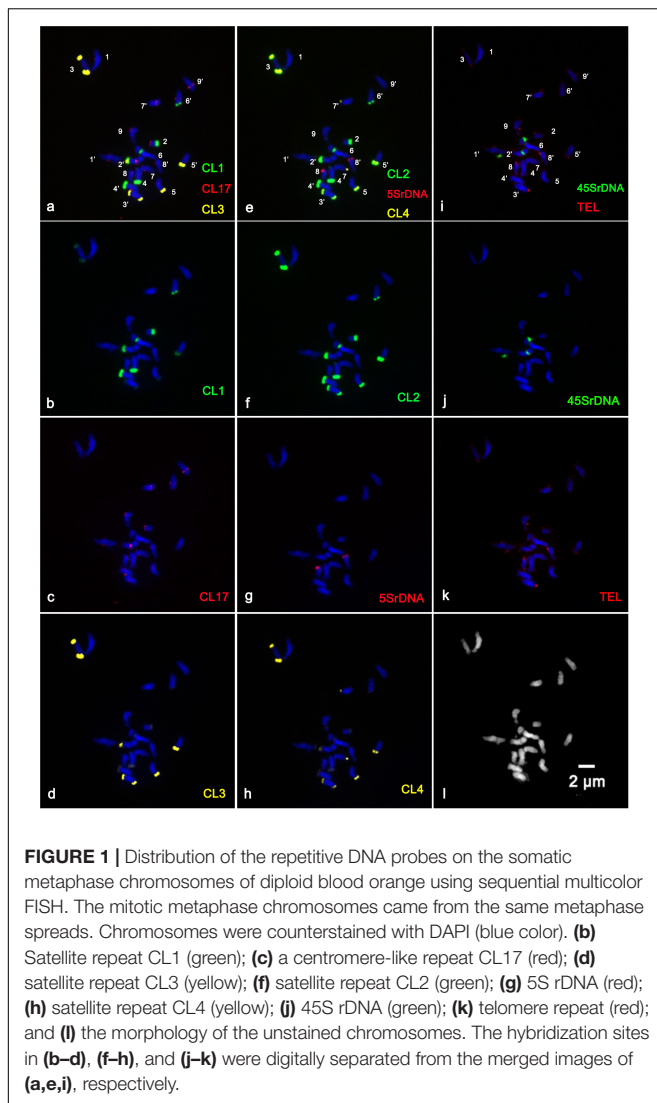 1
3
9'
7'
6'
9
2
1'
2'
6
8'
5'
8
7
4'
4
5
3'
CL1
CL17
CL3
a
1
3
9'
7'
6'
9
2
1'
2'
6
8'
5'
8
7
4'
4
5
3'
CL2
5SrDNA
CL4
e
1
3
9'
7'
6'
9
2
1'
2'
6
8'
5'
8
7
4'
4
5
3'
45SrDNA
TEL
i
b
CL1
f
CL2
j
45SrDNA
c
CL17
g
5SrDNA
k
TEL
d
CL3
h
CL4
l
2 µm
FIGURE 1 | Distribution of the repetitive DNA probes on the somatic
metaphase chromosomes of diploid blood orange using sequential multicolor
FISH. The mitotic metaphase chromosomes came from the same metaphase
spreads. Chromosomes were counterstained with DAPI (blue color). (b)
Satellite repeat CL1 (green); (c) a centromere-like repeat CL17 (red); (d)
satellite repeat CL3 (yellow); (f) satellite repeat CL2 (green); (g) 5S rDNA (red);
(h) satellite repeat CL4 (yellow); (j) 45S rDNA (green); (k) telomere repeat (red);
and (l) the morphology of the unstained chromosomes. The hybridization sites
in (b–d), (f–h), and (j–k) were digitally separated from the merged images of
(a,e,i), respectively.